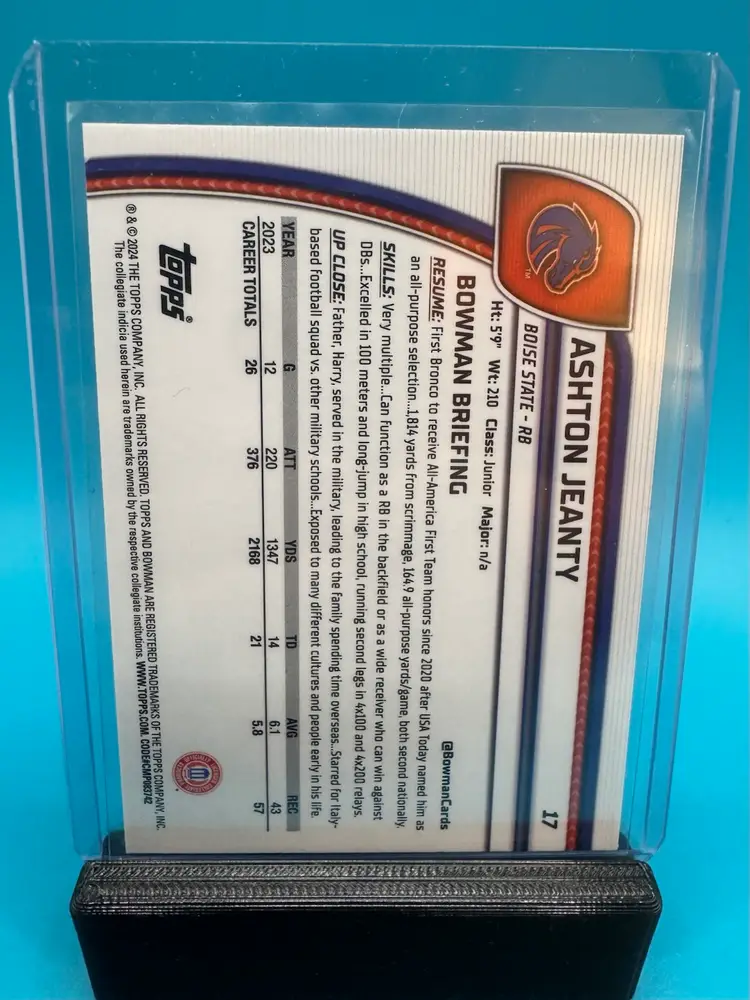 17
ASHTON JEANTY
BOISE STATE - RB
TM
Ht: 5'9" Wt: 210 Class: Junior Major: n/a
@BowmanCards
BOWMAN BRIEFING
RESUME: First Bronco to receive All-America First Team honors since 2020 after USA Today named him as
an all-purpose selection...1,814 yards from scrimmage, 164.9 all-purpose yards/game, both second nationally.
SKILLS: Very multiple...Can function as a RB in the backfield or as a wide receiver who can win against
DBs...Excelled in 100 meters and long-jump in high school, running second legs in 4x100 and 4x200 relays.
UP CLOSE: Father, Harry, served in the military, leading to the family spending time overseas...Starred for Italy-
based football squad vs. other military schools...Exposed to many different cultures and people early in his life.
YEAR G ATT YDS TD AVG REC
2023 12 220 1347 14 6.1 43
CAREER TOTALS 26 376 2168 21 5.8 57
topps®
® & © 2024 THE TOPPS COMPANY, INC. ALL RIGHTS RESERVED. TOPPS AND BOWMAN ARE REGISTERED TRADEMARKS OF THE TOPPS COMPANY, INC.
The collegiate indicia used herein are trademarks owned by the respective collegiate institutions. WWW.TOPPS.COM. CODE#CMP083742